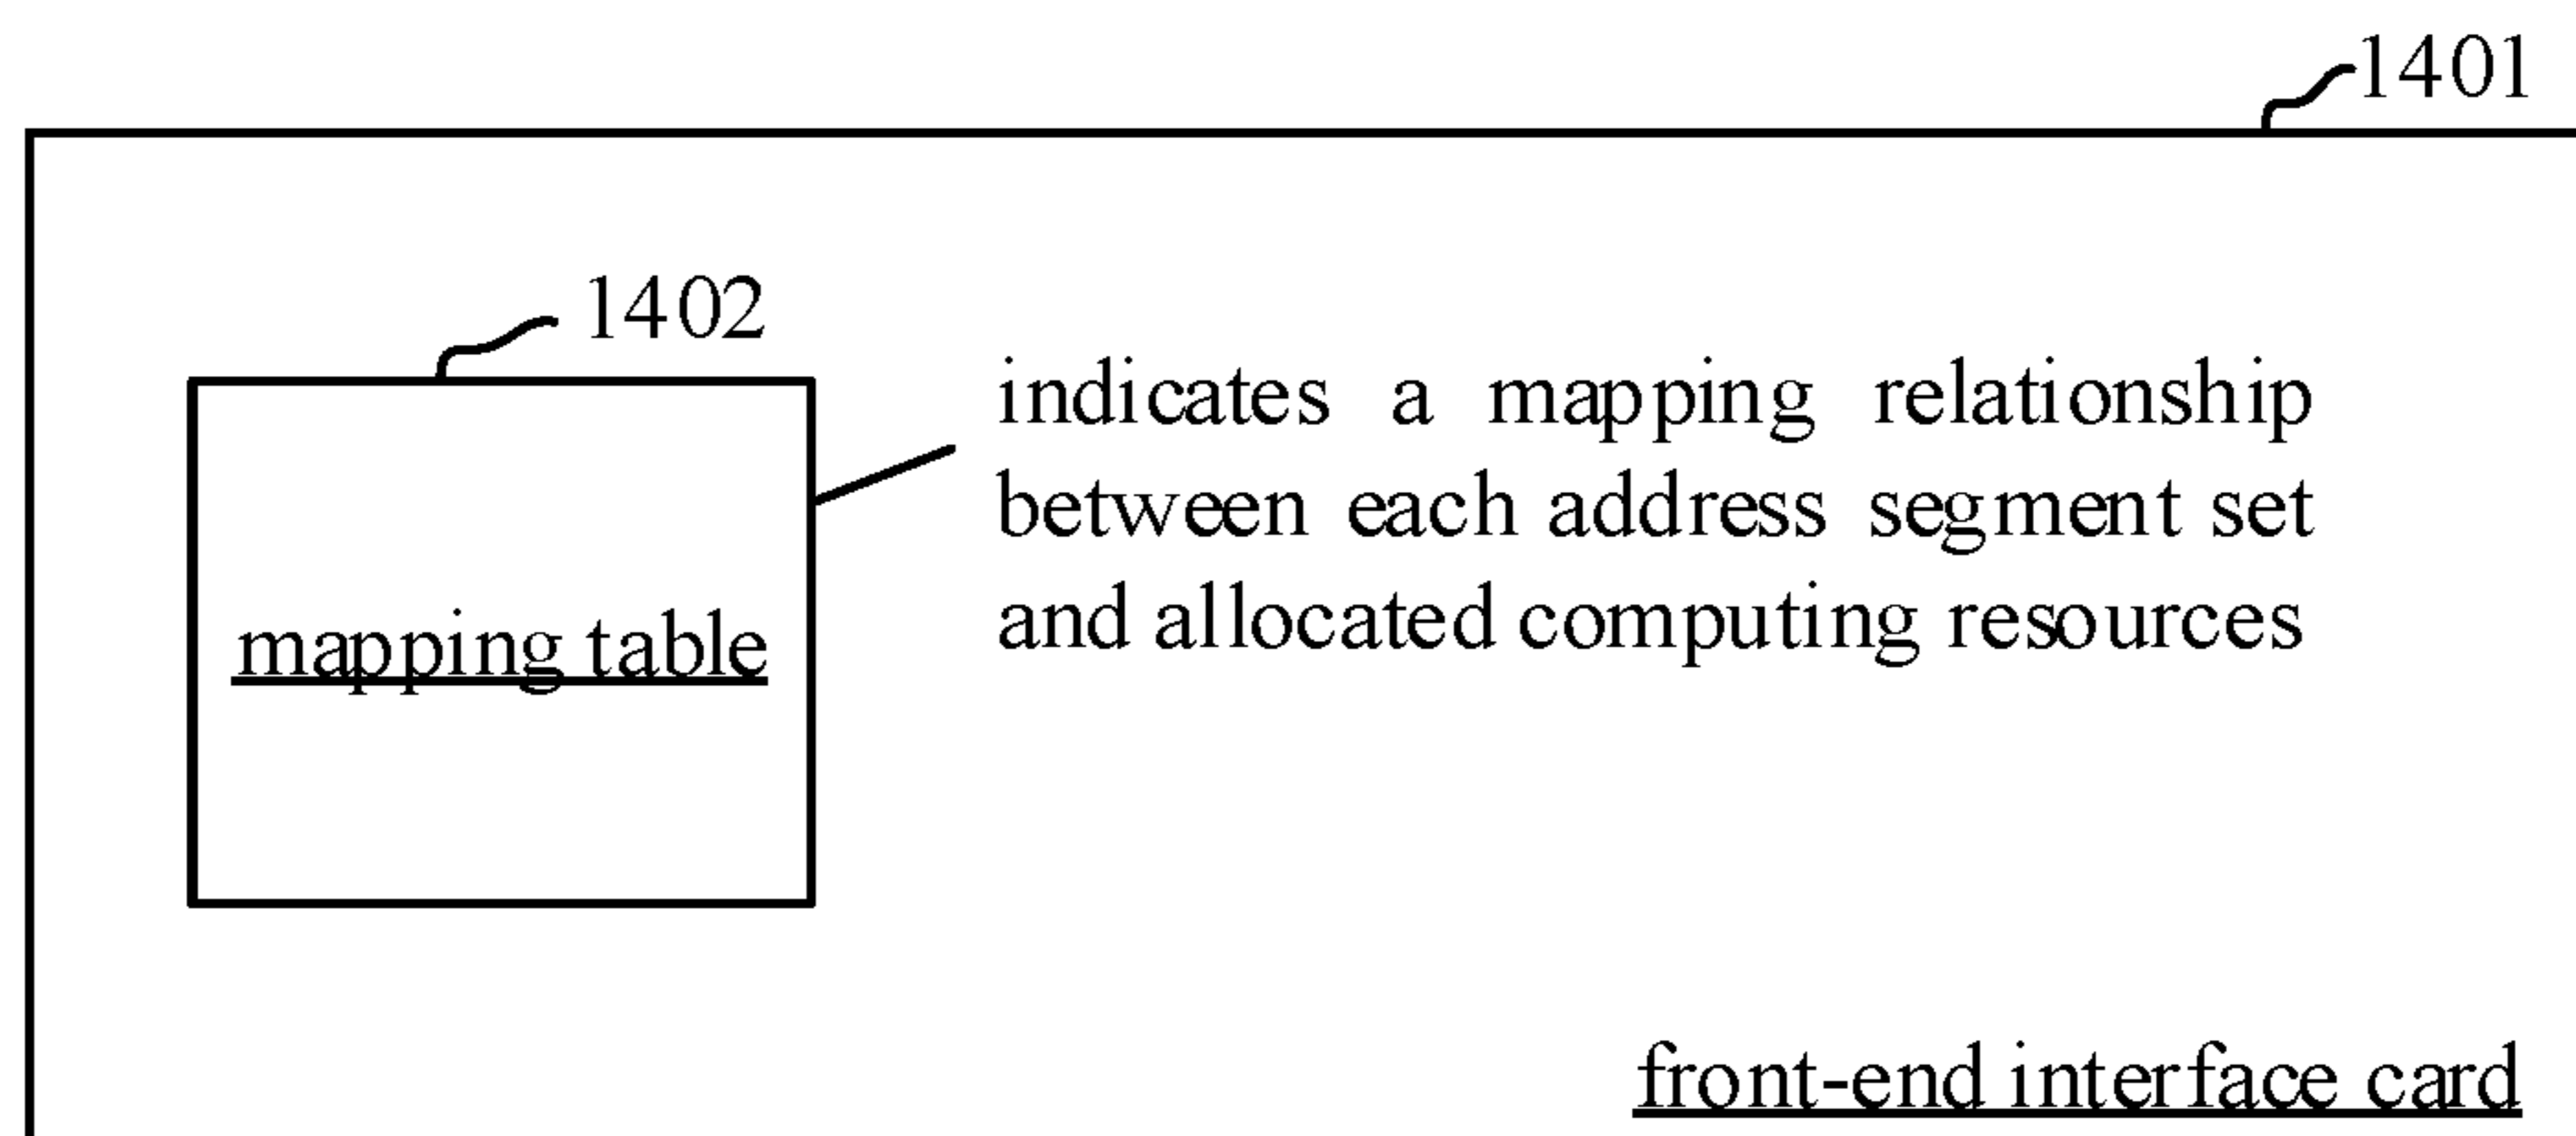 1401
1402
indicates a mapping relationship
between each address segment set
and allocated computing resources
mapping table
front-end interface card